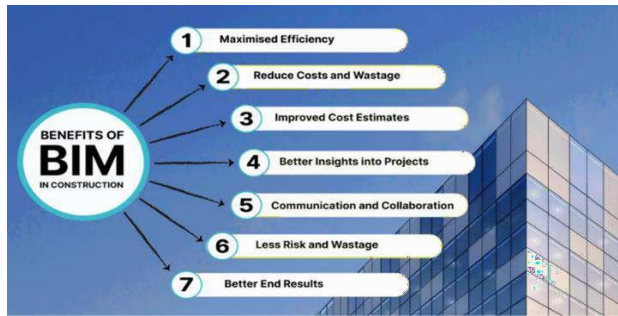 BENEFITS OF
BIM
IN CONSTRUCTION
1 Maximised Efficiency
2 Reduce Costs and Wastage
3 Improved Cost Estimates
4 Better Insights into Projects
5 Communication and Collaboration
6 Less Risk and Wastage
7 Better End Results